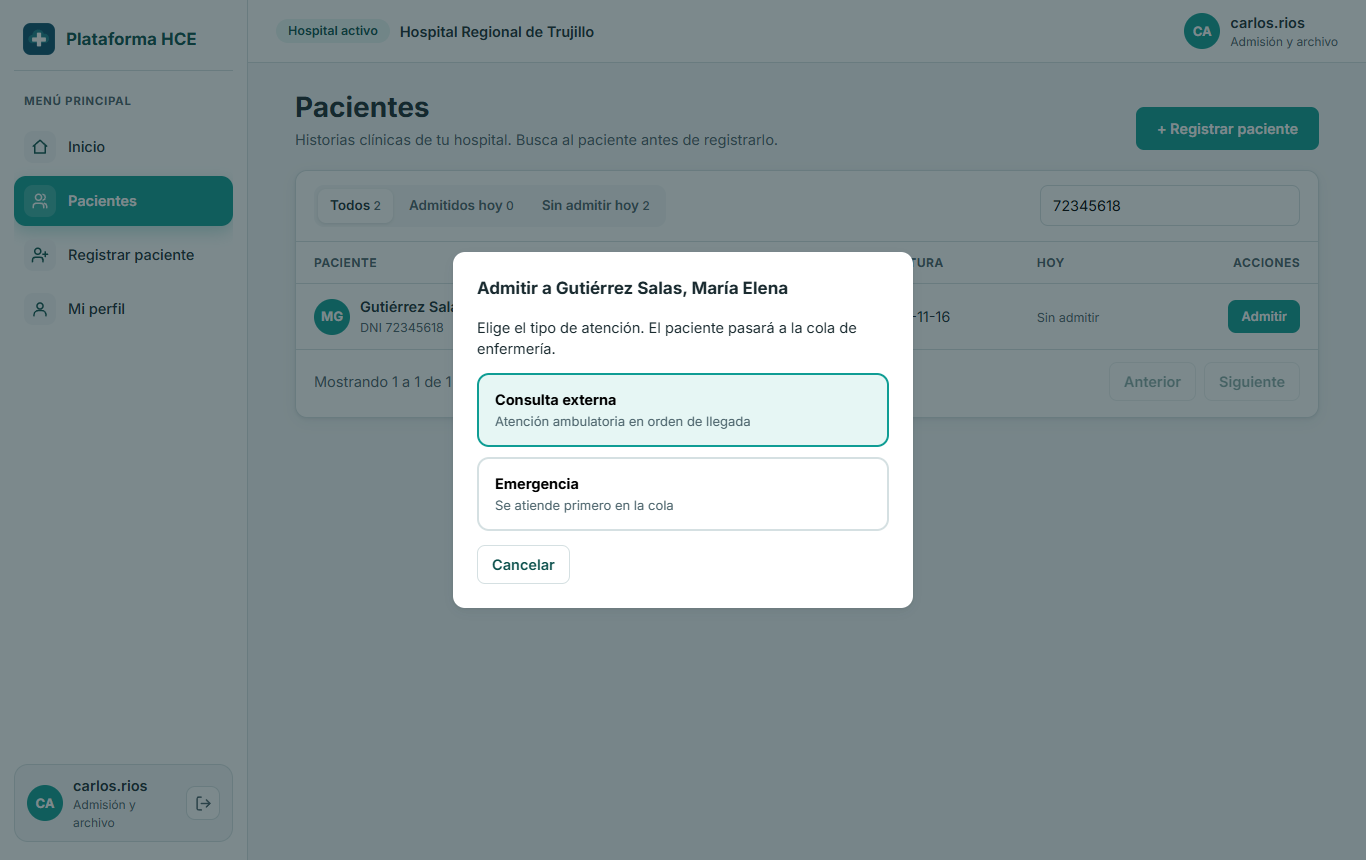 Plataforma HCE
MENÚ PRINCIPAL
Inicio
Pacientes
Registrar paciente
Mi perfil
CA
carlos.rios
Admisión y
archivo
Hospital activo
Hospital Regional de Trujillo
CA
carlos.rios
Admisión y archivo
Pacientes
Historias clínicas de tu hospital. Busca al paciente antes de registrarlo.
+ Registrar paciente
Todos 2
Admitidos hoy 0
Sin admitir hoy 2
72345618
PACIENTE
HOY
ACCIONES
MG
Gutiérrez
DNI 72345618
-11-16
Sin admitir
Admitir
Mostrando 1 a 1 de 1
Anterior
Siguiente
Admitir a Gutiérrez Salas, María Elena
Elige el tipo de atención. El paciente pasará a la cola de
enfermería.
Consulta externa
Atención ambulatoria en orden de llegada
Emergencia
Se atiende primero en la cola
Cancelar